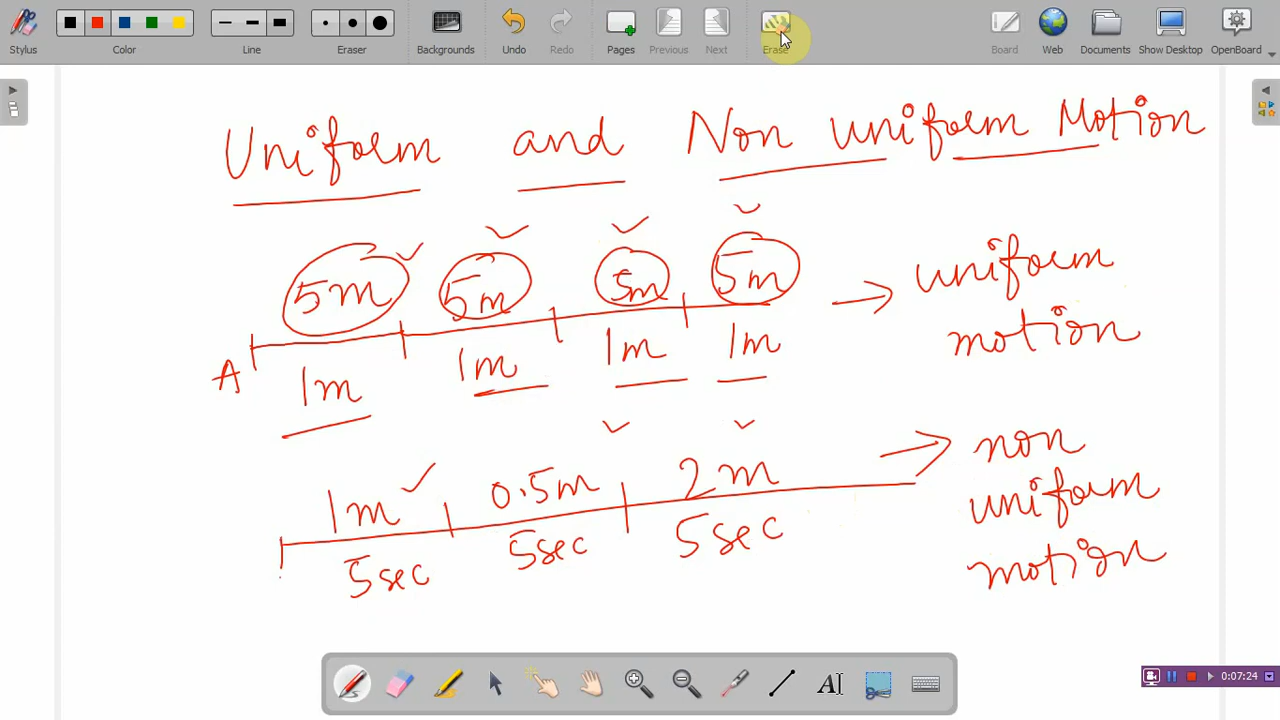 Stylus Color Line Eraser Backgrounds Undo Redo Pages Previous Next Erase Board Web Documents Show Desktop OpenBoard
Uniform and Non uniform Motion
5m 5m 5m 5m → uniform
A 1m 1m 1m 1m motion
1m 0.5m 2m → non
5sec 5sec 5sec uniform
motion
AI
0:07:24